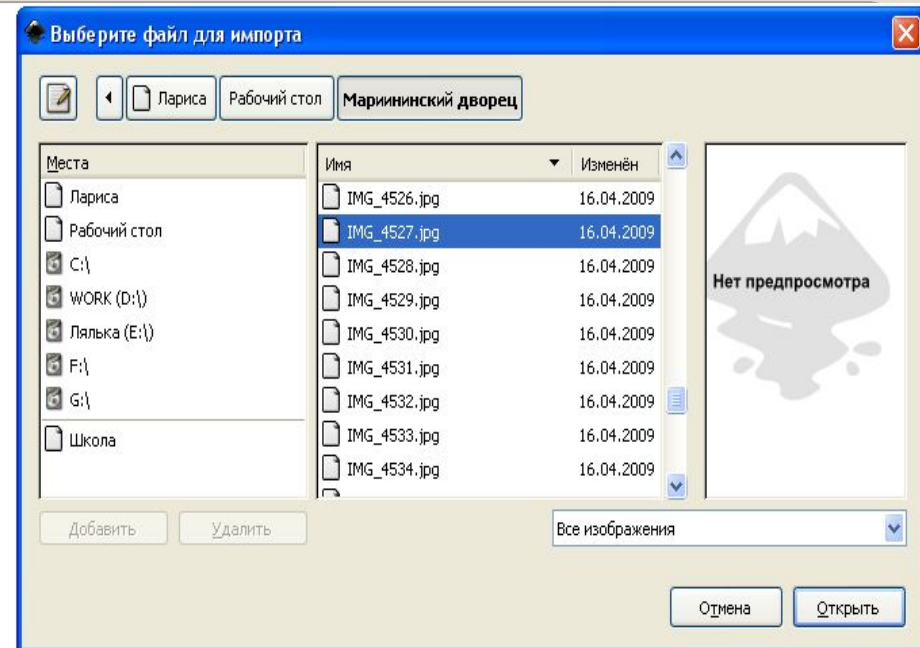 Выберите файл для импорта
Лариса Рабочий стол Мариининский дворец
Места
Лариса
Рабочий стол
C:\
WORK (D:\)
Лялька (E:\)
F:\
G:\
Школа
Имя Изменён
IMG_4526.jpg 16.04.2009
IMG_4527.jpg 16.04.2009
IMG_4528.jpg 16.04.2009
IMG_4529.jpg 16.04.2009
IMG_4530.jpg 16.04.2009
IMG_4531.jpg 16.04.2009
IMG_4532.jpg 16.04.2009
IMG_4533.jpg 16.04.2009
IMG_4534.jpg 16.04.2009
Нет предпросмотра
Добавить Удалить
Все изображения
Отмена Открыть